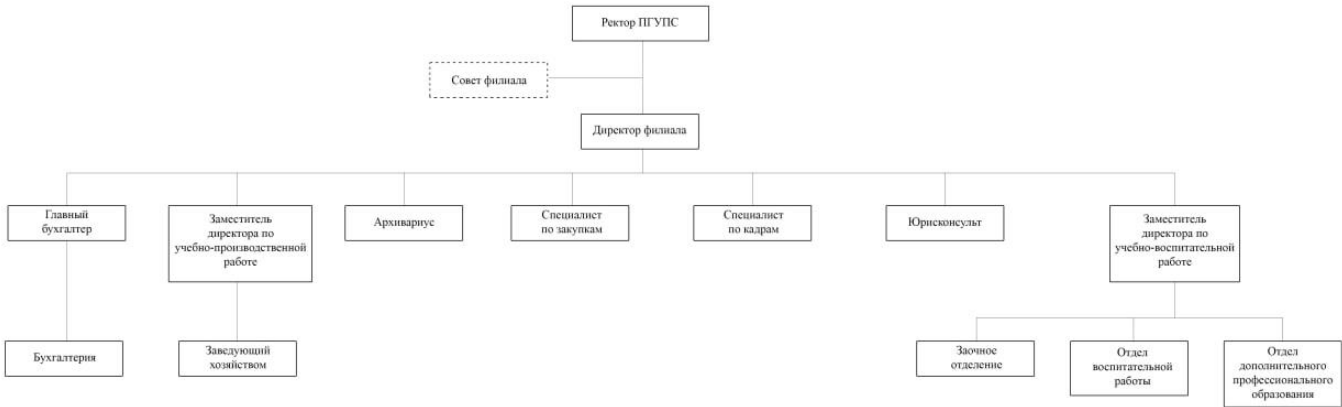 Ректор ПГУПС
Совет филиала
Директор филиала
Главный
бухгалтер
Заместитель
директора по
учебно-производственной
работе
Архивариус
Специалист
по закупкам
Специалист
по кадрам
Юрисконсульт
Заместитель
директора по
учебно-воспитательной
работе
Бухгалтерия
Заведующий
хозяйством
Заочное
отделение
Отдел
воспитательной
работы
Отдел
дополнительного
профессионального
образования